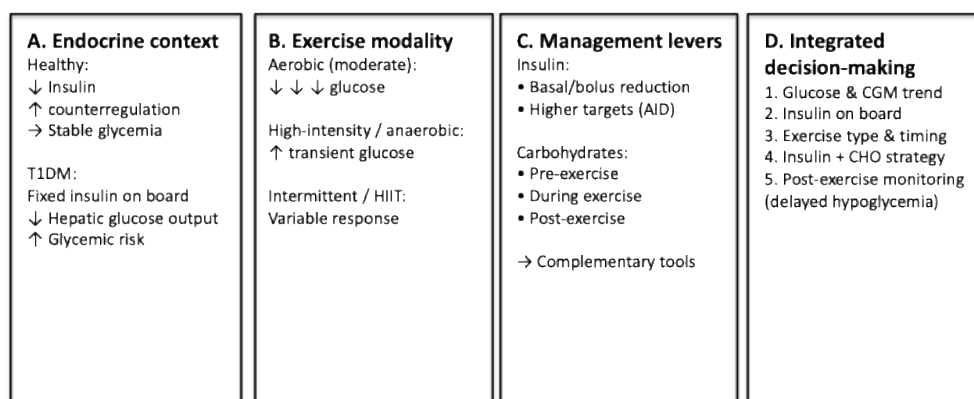 A. Endocrine context
Healthy:
↓ Insulin
↑ counterregulation
→ Stable glycemia
T1DM:
Fixed insulin on board
↓ Hepatic glucose output
↑ Glycemic risk
B. Exercise modality
Aerobic (moderate):
↓ ↓ ↓ glucose
High-intensity / anaerobic:
↑ transient glucose
Intermittent / HIIT:
Variable response
C. Management levers
Insulin:
• Basal/bolus reduction
• Higher targets (AID)
Carbohydrates:
• Pre-exercise
• During exercise
• Post-exercise
→ Complementary tools
D. Integrated
decision-making
1. Glucose & CGM trend
2. Insulin on board
3. Exercise type & timing
4. Insulin + CHO strategy
5. Post-exercise monitoring
(delayed hypoglycemia)